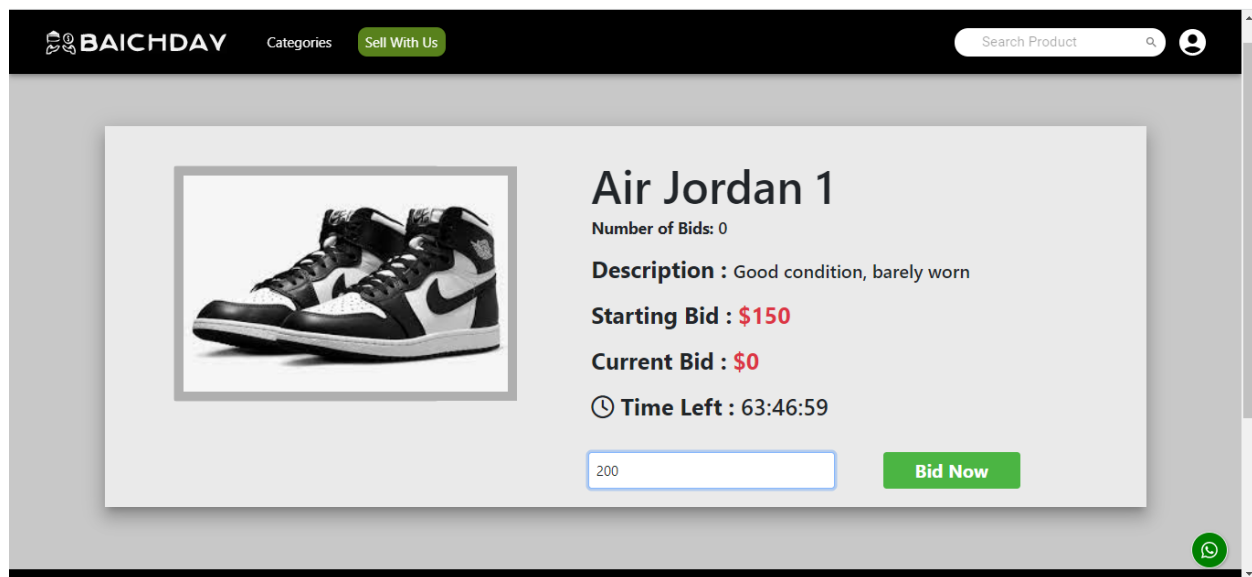 BAICHDAY Categories Sell With Us Search Product
Air Jordan 1
Number of Bids: 0
Description : Good condition, barely worn
Starting Bid : $150
Current Bid : $0
Time Left : 63:46:59
200 Bid Now